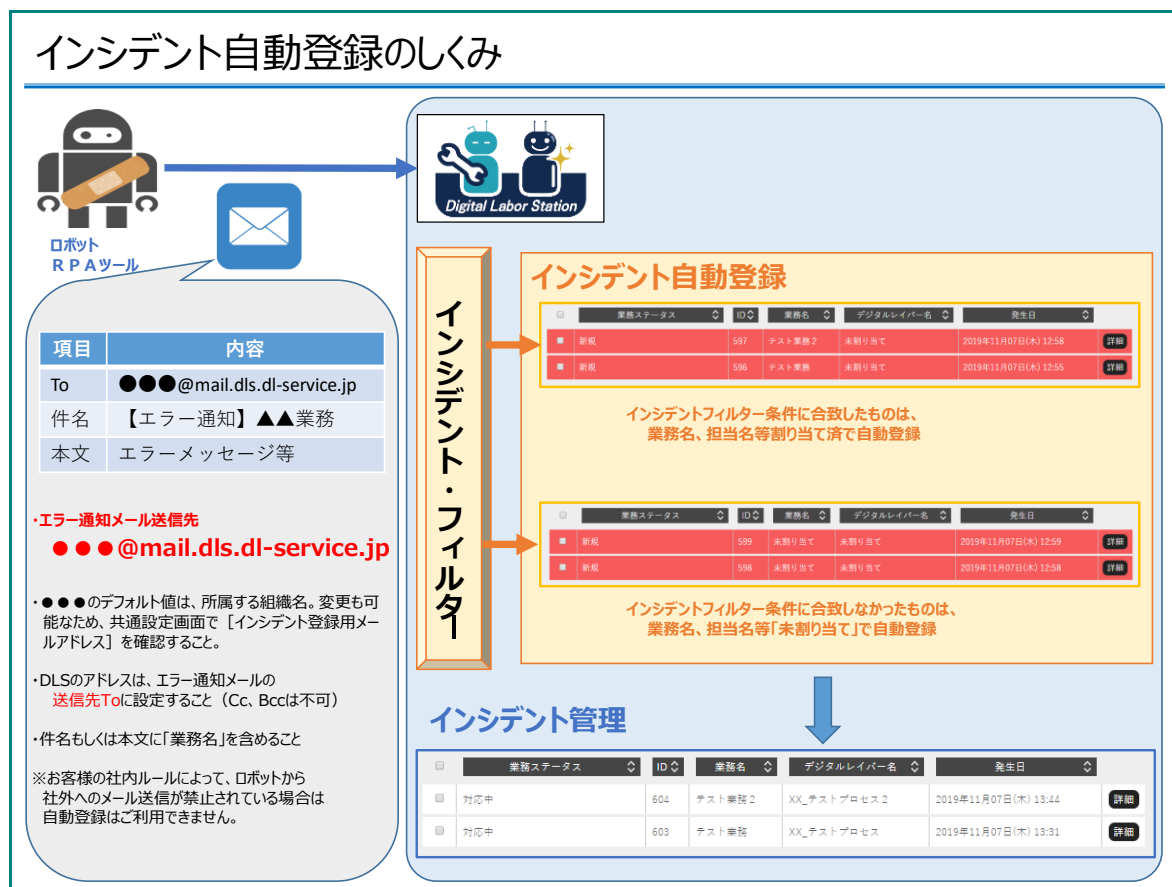 インシデント自動登録のしくみ
ロボット
ＲＰＡツール
Digital Labor Station
項目 内容
To ●●●@mail.dls.dl-service.jp
件名 【エラー通知】▲▲業務
本文 エラーメッセージ等
・エラー通知メール送信先
●●●@mail.dls.dl-service.jp
・●●●のデフォルト値は、所属する組織名。変更も可
能なため、共通設定画面で［インシデント登録用メー
ルアドレス］を確認すること。
・DLSのアドレスは、エラー通知メールの
送信先Toに設定すること（Cc、Bccは不可）
・件名もしくは本文に「業務名」を含めること
※お客様の社内ルールによって、ロボットから
社外へのメール送信が禁止されている場合は
自動登録はご利用できません。
インシデント・フィルター
インシデント自動登録
業務ステータス ID 業務名 デジタルレイバー名 発生日
新規 597 テスト業務2 未割り当て 2019年11月07日(木) 12:58 詳細
新規 596 テスト業務 未割り当て 2019年11月07日(木) 12:55 詳細
インシデントフィルター条件に合致したものは、
業務名、担当名等割り当て済で自動登録
業務ステータス ID 業務名 デジタルレイバー名 発生日
新規 599 未割り当て 未割り当て 2019年11月07日(木) 12:59 詳細
新規 598 未割り当て 未割り当て 2019年11月07日(木) 12:58 詳細
インシデントフィルター条件に合致しなかったものは、
業務名、担当名等「未割り当て」で自動登録
インシデント管理
業務ステータス ID 業務名 デジタルレイバー名 発生日
対応中 604 テスト業務2 XX_テストプロセス2 2019年11月07日(木) 13:44 詳細
対応中 603 テスト業務 XX_テストプロセス 2019年11月07日(木) 13:31 詳細